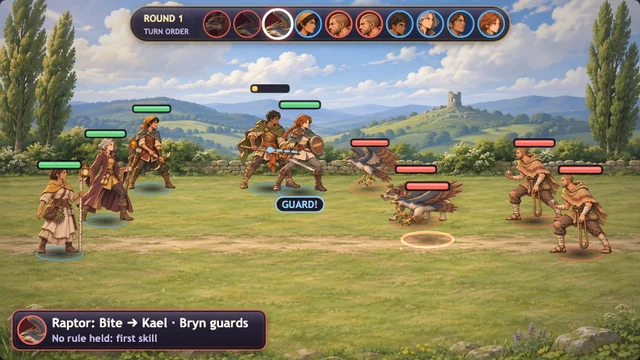 ROUND 1
TURN ORDER
GUARD!
Raptor: Bite → Kael · Bryn guards
No rule held: first skill